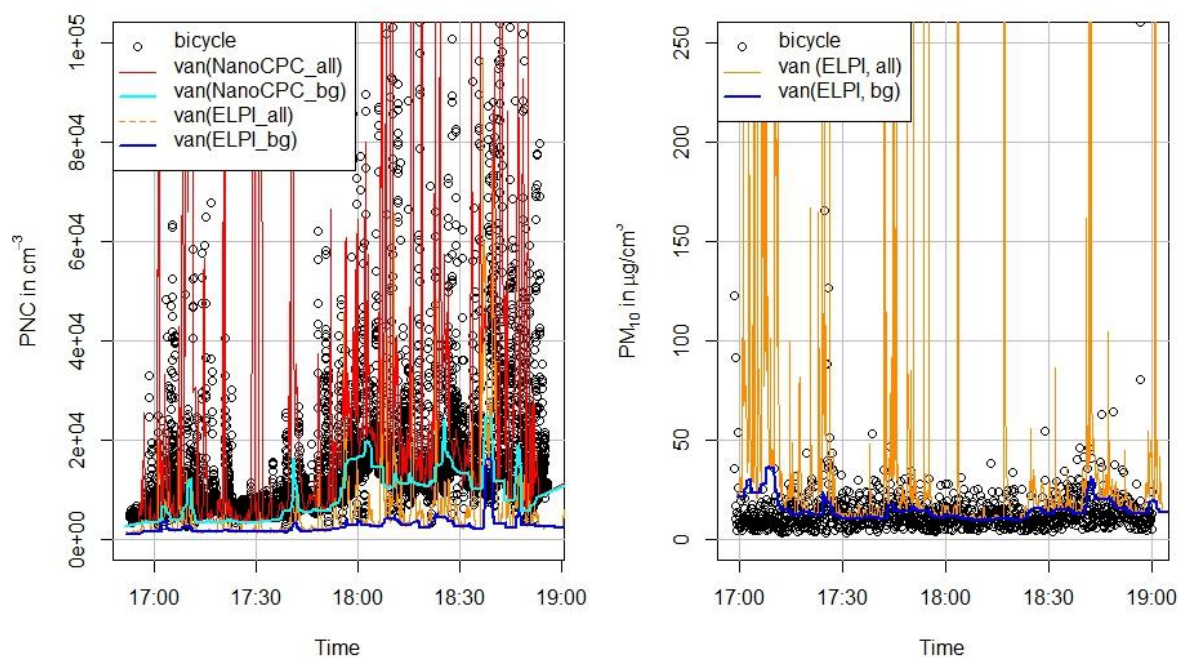 1e+05
8e+04
6e+04
4e+04
2e+04
0e+00
PNC in cm⁻³
bicycle
van(NanoCPC_all)
van(NanoCPC_bg)
van(ELPI_all)
van(ELPI_bg)
17:00 17:30 18:00 18:30 19:00
Time
250
200
150
100
50
0
PM₁₀ in µg/cm³
bicycle
van (ELPI, all)
van(ELPI, bg)
17:00 17:30 18:00 18:30 19:00
Time